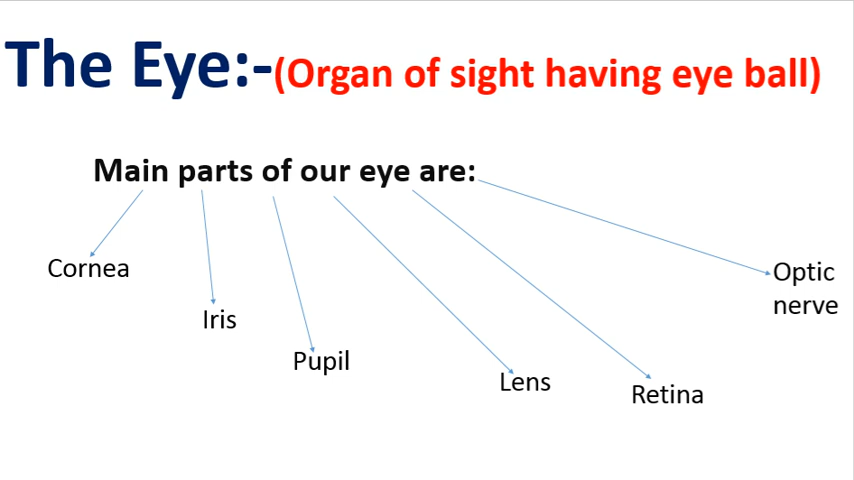 The Eye:-(Organ of sight having eye ball)
Main parts of our eye are:
Cornea
Iris
Pupil
Lens
Retina
Optic
nerve